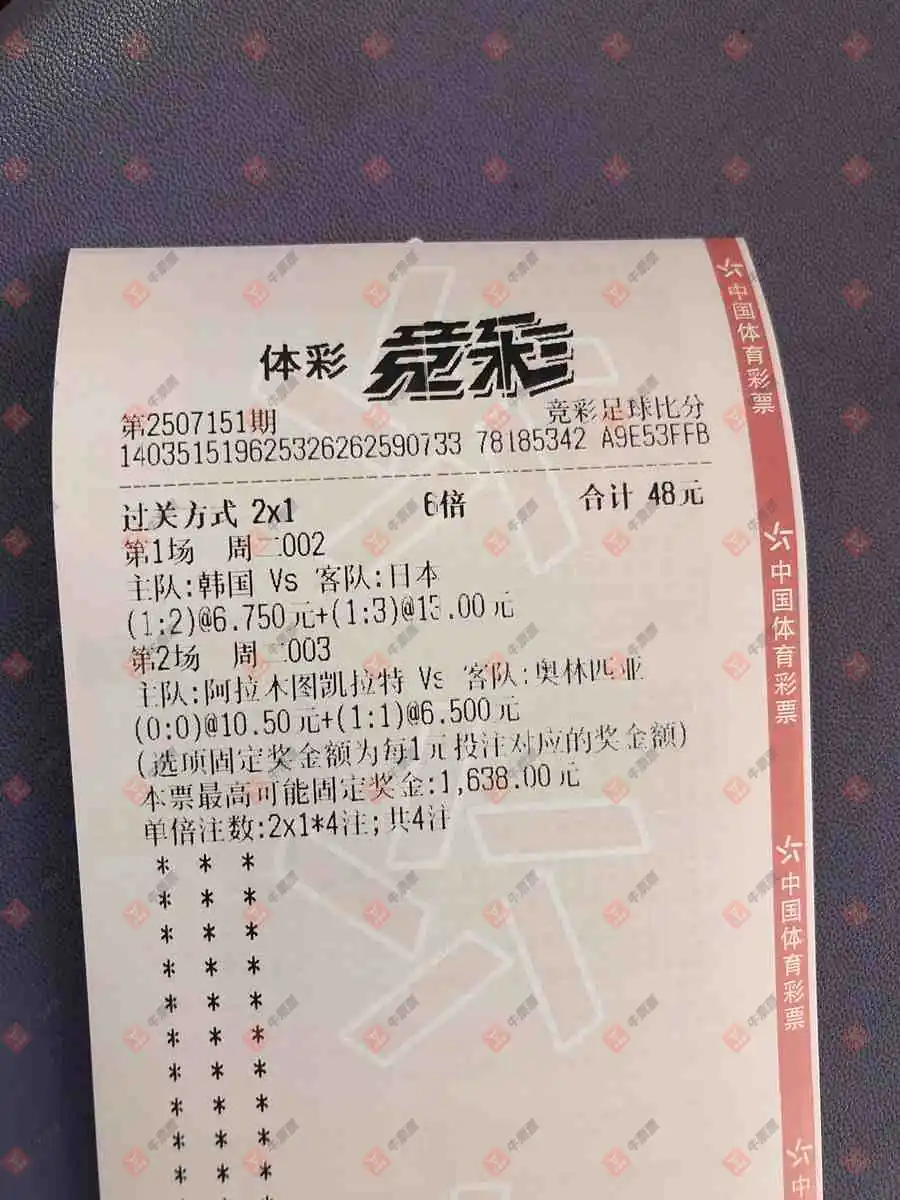 体彩 竞彩
第2507151期 竞彩足球比分
140351519625326262590733 78185342 A9E53FFB
过关方式 2x1 6倍 合计 48元
第1场 周二002
主队:韩国 Vs 客队:日本
(1:2)@6.750元+(1:3)@13.00元
第2场 周二003
主队:阿拉木图凯拉特 Vs 客队:奥林匹亚
(0:0)@10.50元+(1:1)@6.500元
(选项固定奖金额为每1元投注对应的奖金额)
本票最高可能固定奖金:1,638.00元
单倍注数:2x1*4注;共4注
* * *
* * *
* * *
* * *
* * *
* * *
* * *
* * *
* * *
* * *
中国体育彩票
中国体育彩票
中国体育彩票
中